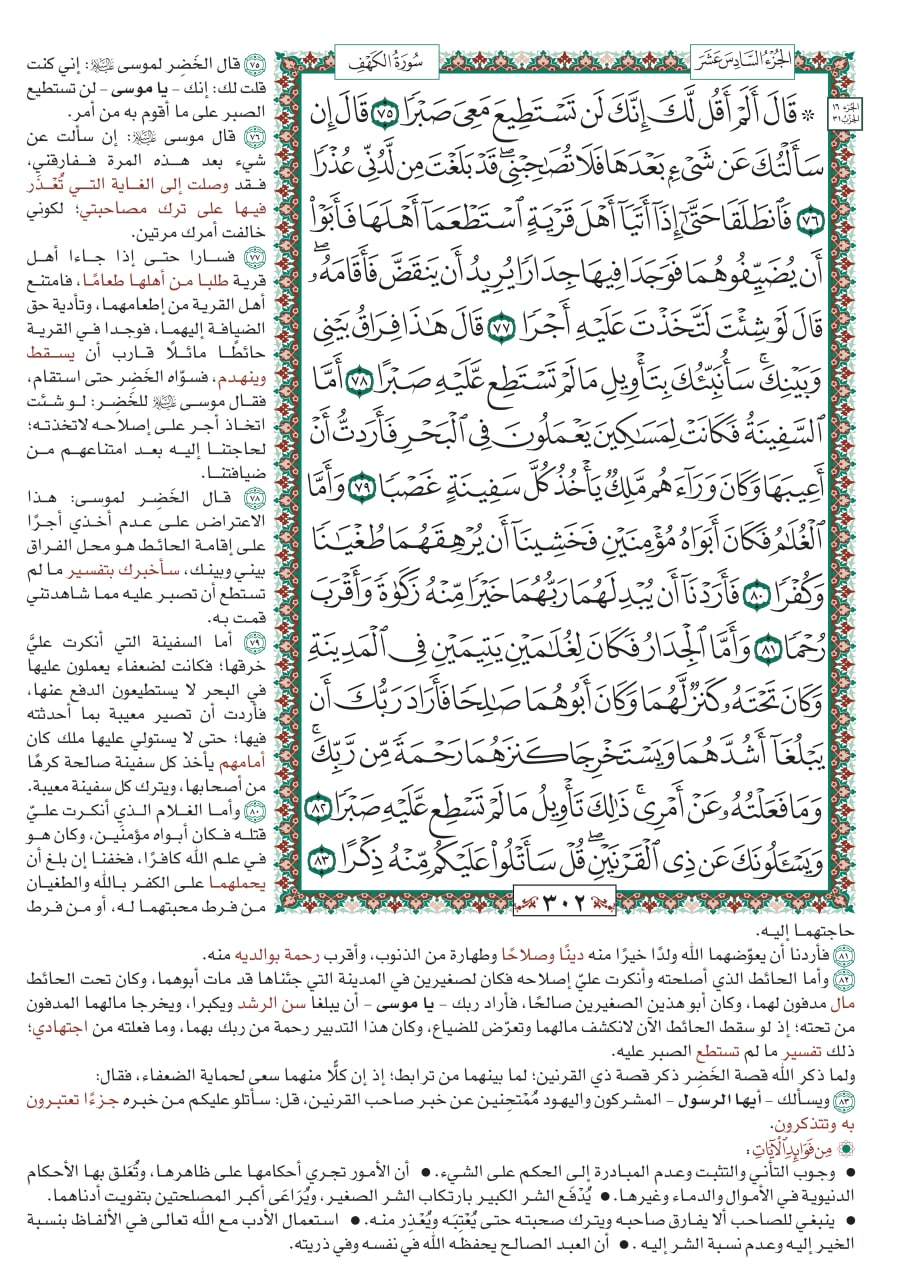 الجُزْءُ السَّادِسَ عَشَرَ
سُورَةُ الكَهْفِ
الجزء ١٦
الحزب ٣١
۞ قَالَ أَلَمْ أَقُل لَّكَ إِنَّكَ لَن تَسْتَطِيعَ مَعِيَ صَبْرًا ٧٥ قَالَ إِن
سَأَلْتُكَ عَن شَيْءٍ بَعْدَهَا فَلَا تُصَٰحِبْنِي ۖ قَدْ بَلَغْتَ مِن لَّدُنِّي عُذْرًا
٧٦ فَٱنطَلَقَا حَتَّىٰٓ إِذَآ أَتَيَآ أَهْلَ قَرْيَةٍ ٱسْتَطْعَمَآ أَهْلَهَا فَأَبَوْا۟
أَن يُضَيِّفُوهُمَا فَوَجَدَا فِيهَا جِدَارًا يُرِيدُ أَن يَنقَضَّ فَأَقَامَهُۥ ۖ
قَالَ لَوْ شِئْتَ لَتَّخَذْتَ عَلَيْهِ أَجْرًا ٧٧ قَالَ هَٰذَا فِرَاقُ بَيْنِي
وَبَيْنِكَ ۚ سَأُنَبِّئُكَ بِتَأْوِيلِ مَا لَمْ تَسْتَطِع عَّلَيْهِ صَبْرًا ٧٨ أَمَّا
ٱلسَّفِينَةُ فَكَانَتْ لِمَسَٰكِينَ يَعْمَلُونَ فِي ٱلْبَحْرِ فَأَرَدتُّ أَنْ
أَعِيبَهَا وَكَانَ وَرَآءَهُم مَّلِكٌ يَأْخُذُ كُلَّ سَفِينَةٍ غَصْبًا ٧٩ وَأَمَّا
ٱلْغُلَٰمُ فَكَانَ أَبَوَاهُ مُؤْمِنَيْنِ فَخَشِينَآ أَن يُرْهِقَهُمَا طُغْيَٰنًا
وَكُفْرًا ٨٠ فَأَرَدْنَآ أَن يُبْدِلَهُمَا رَبُّهُمَا خَيْرًا مِّنْهُ زَكَوٰةً وَأَقْرَبَ
رُحْمًا ٨١ وَأَمَّا ٱلْجِدَارُ فَكَانَ لِغُلَٰمَيْنِ يَتِيمَيْنِ فِي ٱلْمَدِينَةِ
وَكَانَ تَحْتَهُۥ كَنزٌ لَّهُمَا وَكَانَ أَبُوهُمَا صَٰلِحًا فَأَرَادَ رَبُّكَ أَن
يَبْلُغَآ أَشُدَّهُمَا وَيَسْتَخْرِجَا كَنزَهُمَا رَحْمَةً مِّن رَّبِّكَ ۚ
وَمَا فَعَلْتُهُۥ عَنْ أَمْرِي ۚ ذَٰلِكَ تَأْوِيلُ مَا لَمْ تَسْطِع عَّلَيْهِ صَبْرًا ٨٢
وَيَسْـَٔلُونَكَ عَن ذِي ٱلْقَرْنَيْنِ ۖ قُلْ سَأَتْلُوا۟ عَلَيْكُم مِّنْهُ ذِكْرًا ٨٣
٣٠٢
٧٥ قال الخَضِر لموسى عليه السلام: إني كنت
قلت لك: إنك - يا موسى - لن تستطيع
الصبر على ما أقوم به من أمر.
٧٦ قال موسى عليه السلام: إن سألت عن
شيء بعد هذه المرة ففارقني،
فقد وصلت إلى الغاية التي تُعْذَر
فيها على ترك مصاحبتي؛ لكوني
خالفت أمرك مرتين.
٧٧ فسارا حتى إذا جاءا أهل
قرية طلبا من أهلها طعامًا، فامتنع
أهل القرية من إطعامهما، وتأدية حق
الضيافة إليهما، فوجدا في القرية
حائطًا مائلًا قارب أن يسقط
وينهدم، فسوّاه الخَضِر حتى استقام،
فقال موسى عليه السلام للخَضِر: لو شئت
اتخاذ أجر على إصلاحه لاتخذته؛
لحاجتنا إليه بعد امتناعهم من
ضيافتنا.
٧٨ قال الخَضِر لموسى: هذا
الاعتراض على عدم أخذي أجرًا
على إقامة الحائط هو محل الفراق
بيني وبينك، سأخبرك بتفسير ما لم
تستطع أن تصبر عليه مما شاهدتني
قمت به.
٧٩ أما السفينة التي أنكرت عليَّ
خرقها؛ فكانت لضعفاء يعملون عليها
في البحر لا يستطيعون الدفع عنها،
فأردت أن تصير معيبة بما أحدثته
فيها؛ حتى لا يستولي عليها ملك كان
أمامهم يأخذ كل سفينة صالحة كرهًا
من أصحابها، ويترك كل سفينة معيبة.
٨٠ وأما الغلام الذي أنكرت عليّ
قتله فكان أبواه مؤمنَين، وكان هو
في علم الله كافرًا، فخفنا إن بلغ أن
يحملهما على الكفر بالله والطغيان
من فرط محبتهما له، أو من فرط
حاجتهما إليه.
٨١ فأردنا أن يعوّضهما الله ولدًا خيرًا منه دينًا وصلاحًا وطهارة من الذنوب، وأقرب رحمة بوالديه منه.
٨٢ وأما الحائط الذي أصلحته وأنكرت عليّ إصلاحه فكان لصغيرين في المدينة التي جئناها قد مات أبوهما، وكان تحت الحائط
مال مدفون لهما، وكان أبو هذين الصغيرين صالحًا، فأراد ربك - يا موسى - أن يبلغا سن الرشد ويكبرا، ويخرجا مالهما المدفون
من تحته؛ إذ لو سقط الحائط الآن لانكشف مالهما وتعرّض للضياع، وكان هذا التدبير رحمة من ربك بهما، وما فعلته من اجتهادي؛
ذلك تفسير ما لم تستطع الصبر عليه.
ولما ذكر الله قصة الخَضِر ذكر قصة ذي القرنين؛ لما بينهما من ترابط؛ إذ إن كلًّا منهما سعى لحماية الضعفاء، فقال:
٨٣ ويسألك - أيها الرسول - المشركون واليهود مُمْتَحِنين عن خبر صاحب القرنين، قل: سأتلو عليكم من خبره جزءًا تعتبرون
به وتتذكرون.
مِن فَوَائِدِ الآيَاتِ:
• وجوب التأني والتثبت وعدم المبادرة إلى الحكم على الشيء. • أن الأمور تجري أحكامها على ظاهرها، وتُعَلق بها الأحكام
الدنيوية في الأموال والدماء وغيرها. • يُدْفَع الشر الكبير بارتكاب الشر الصغير، ويُرَاعَى أكبر المصلحتين بتفويت أدناهما.
• ينبغي للصاحب ألا يفارق صاحبه ويترك صحبته حتى يُعْتِبَه ويُعْذِر منه. • استعمال الأدب مع الله تعالى في الألفاظ بنسبة
الخير إليه وعدم نسبة الشر إليه. • أن العبد الصالح يحفظه الله في نفسه وفي ذريته.